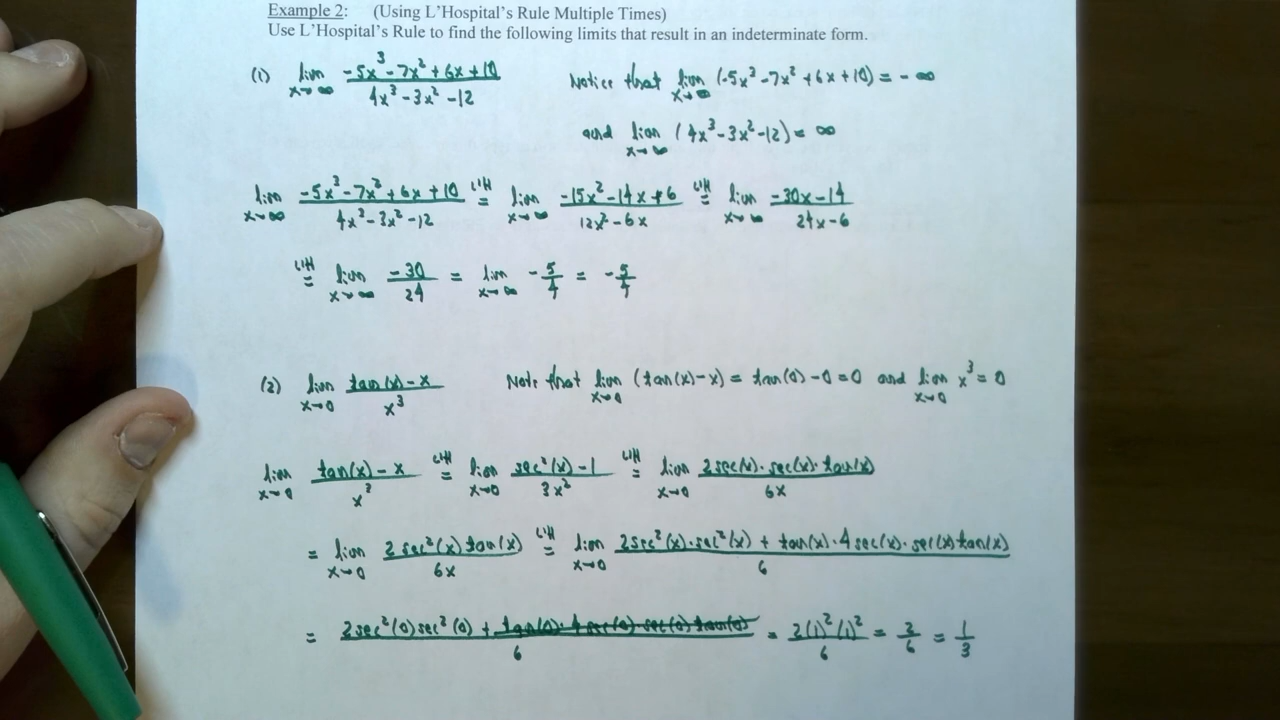 Example 2: (Using L'Hospital's Rule Multiple Times)
Use L'Hospital's Rule to find the following limits that result in an indeterminate form.
(1) lim x→∞ (-5x³-7x²+6x+10)/(4x³-3x²-12) Notice that lim x→∞ (-5x³-7x²+6x+10) = -∞
and lim x→∞ (4x³-3x²-12) = ∞
lim x→∞ (-5x³-7x²+6x+10)/(4x³-3x²-12) L'H = lim x→∞ (-15x²-14x+6)/(12x²-6x) L'H = lim x→∞ (-30x-14)/(24x-6)
L'H = lim x→∞ -30/24 = lim x→∞ -5/4 = -5/4
(2) lim x→0 (tan(x)-x)/x³ Note that lim x→0 (tan(x)-x) = tan(0)-0=0 and lim x→0 x³ = 0
lim x→0 (tan(x)-x)/x³ L'H = lim x→0 (sec²(x)-1)/3x² L'H = lim x→0 (2sec(x)·sec(x)·tan(x))/6x
= lim x→0 (2sec²(x)tan(x))/6x L'H = lim x→0 (2sec²(x)·sec²(x) + tan(x)·4sec(x)·sec(x)tan(x))/6
= (2sec²(0)sec²(0) + tan(0)·4sec(0)·sec(0)tan(0))/6 = 2(1)²(1)²/6 = 2/6 = 1/3